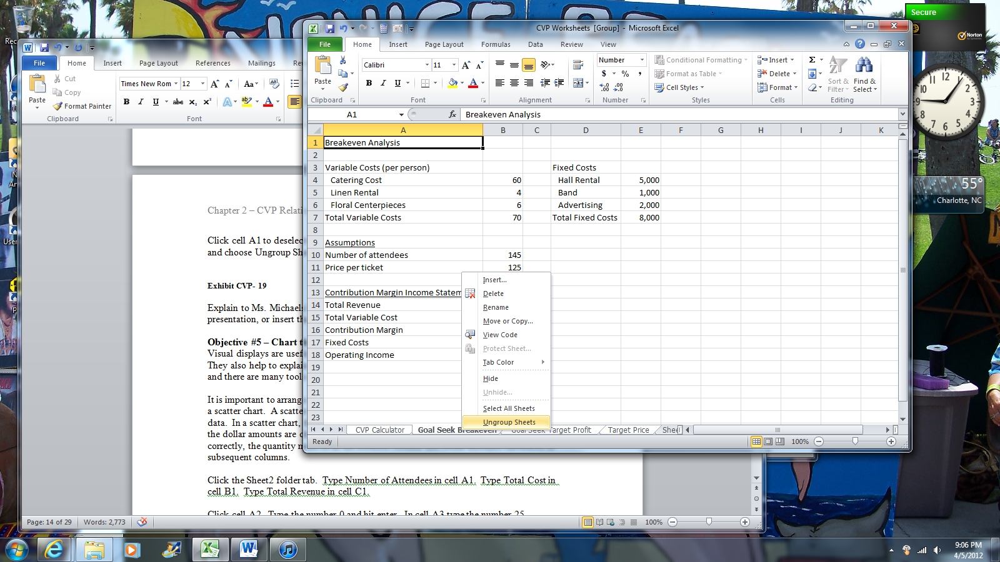 Secure
Norton
by Symantec
12
55°
Charlotte, NC
File
Home
Insert
Page Layout
References
Mailings
Cut
Copy
Format Painter
Paste
Clipboard
Times New Rom
12
Font
Chapter 2 – CVP Relati
Click cell A1 to deselec
and choose Ungroup Sh
Exhibit CVP- 19
Explain to Ms. Michaels
presentation, or insert th
Objective #5 – Chart t
Visual displays are usef
They also help to explai
and there are many tool
It is important to arrang
a scatter chart. A scatte
data. In a scatter chart,
the dollar amounts are c
correctly, the quantity m
subsequent columns.
Click the Sheet2 folder tab. Type Number of Attendees in cell A1. Type Total Cost in
cell B1. Type Total Revenue in cell C1.
Click cell A2. Type the number 0 and hit enter. In cell A3 type the number 25.
Page: 14 of 29
Words: 2,773
100%
CVP Worksheets [Group] - Microsoft Excel
File
Home
Insert
Page Layout
Formulas
Data
Review
View
Paste
Clipboard
Calibri
11
Font
Alignment
Number
Number
Conditional Formatting
Format as Table
Cell Styles
Styles
Insert
Delete
Format
Cells
Sort & Filter
Find & Select
Editing
A1
fx
Breakeven Analysis
A B C D E F G H I J K
1 Breakeven Analysis
2
3 Variable Costs (per person) Fixed Costs
4 Catering Cost 60 Hall Rental 5,000
5 Linen Rental 4 Band 1,000
6 Floral Centerpieces 6 Advertising 2,000
7 Total Variable Costs 70 Total Fixed Costs 8,000
8
9 Assumptions
10 Number of attendees 145
11 Price per ticket 125
12
13 Contribution Margin Income Statem
14 Total Revenue
15 Total Variable Cost
16 Contribution Margin
17 Fixed Costs
18 Operating Income
19
20
21
22
23
Insert...
Delete
Rename
Move or Copy...
View Code
Protect Sheet...
Tab Color
Hide
Unhide...
Select All Sheets
Ungroup Sheets
CVP Calculator
Goal Seek Breakeven
Goal Seek Target Profit
Target Price
Shee
Ready
100%
9:06 PM
4/5/2012